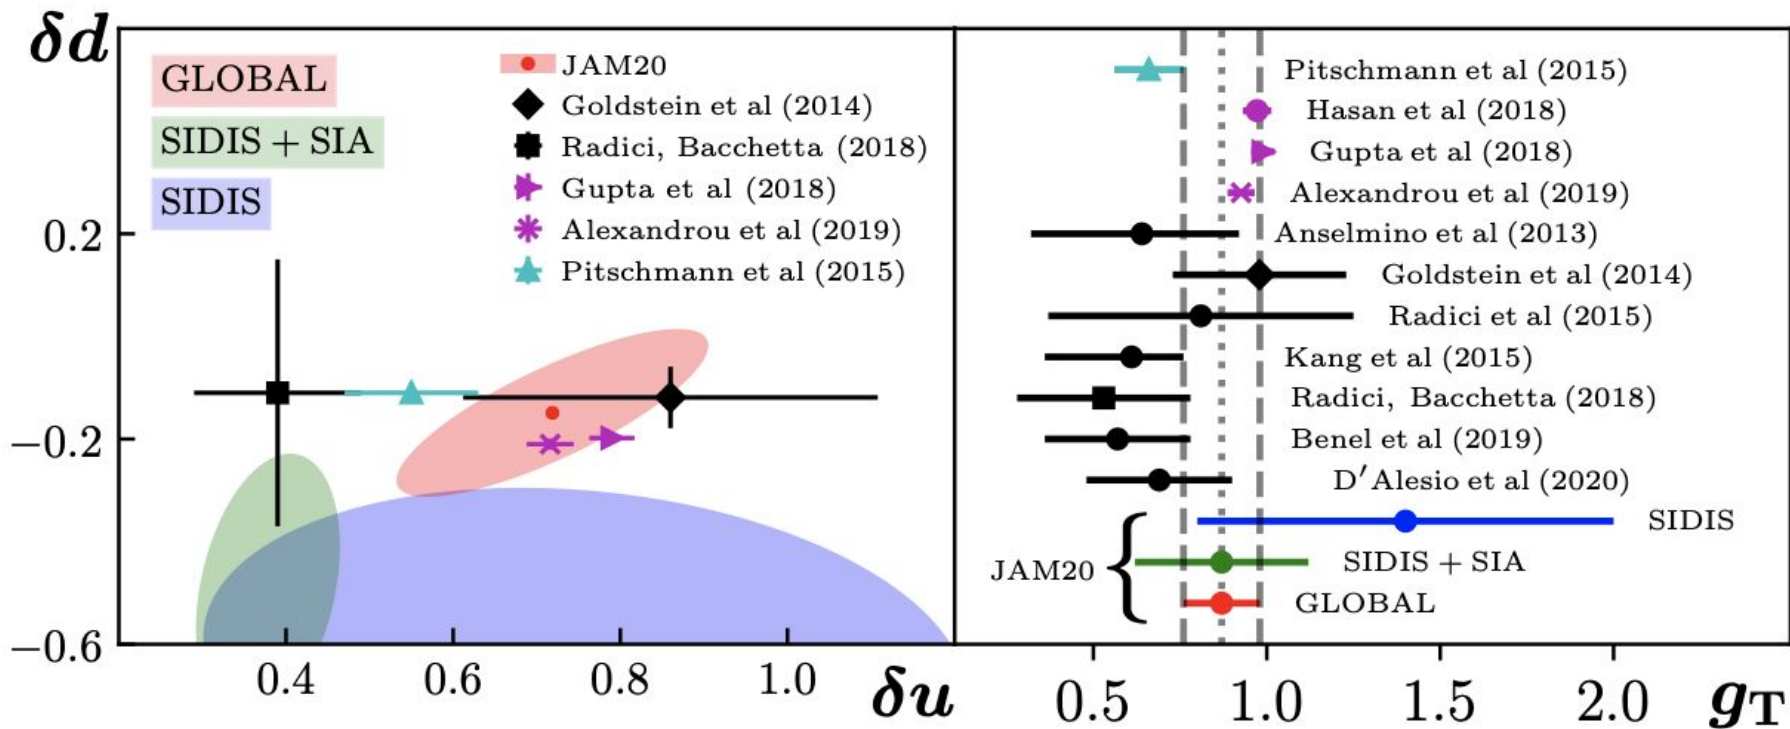 δd
GLOBAL
SIDIS + SIA
SIDIS
JAM20
Goldstein et al (2014)
Radici, Bacchetta (2018)
Gupta et al (2018)
Alexandrou et al (2019)
Pitschmann et al (2015)
0.2
−0.2
−0.6
0.4 0.6 0.8 1.0
δu
Pitschmann et al (2015)
Hasan et al (2018)
Gupta et al (2018)
Alexandrou et al (2019)
Anselmino et al (2013)
Goldstein et al (2014)
Radici et al (2015)
Kang et al (2015)
Radici, Bacchetta (2018)
Benel et al (2019)
D′Alesio et al (2020)
SIDIS
JAM20
SIDIS + SIA
GLOBAL
0.5 1.0 1.5 2.0
gT